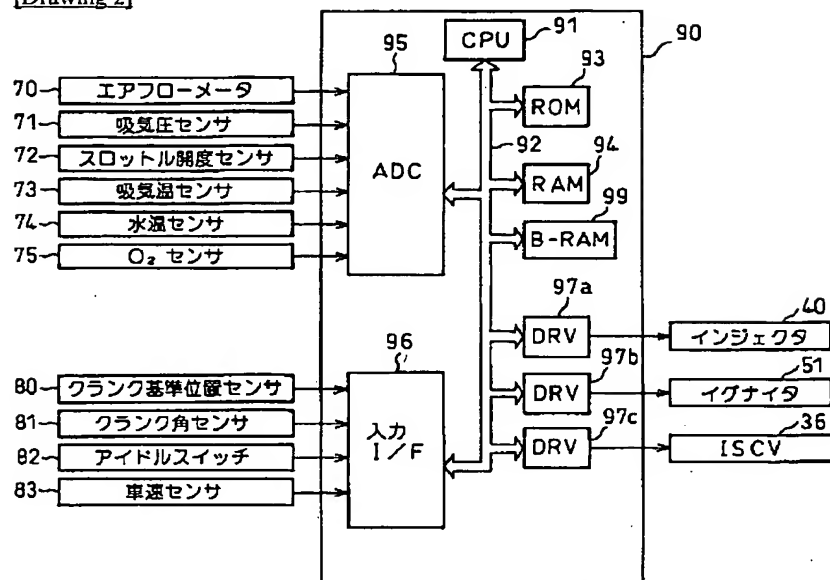 [Drawing 2]
CPU
91
90
95
93
70
エアフローメータ
ROM
71
吸気圧センサ
92
94
72
スロットル開度センサ
ADC
RAM
73
吸気温センサ
99
74
水温センサ
B-RAM
75
O₂ センサ
97a
40
DRV
インジェクタ
96
97b
51
80
クランク基準位置センサ
DRV
イグナイタ
81
クランク角センサ
入力
I/F
97c
36
82
アイドルスイッチ
DRV
ISCV
83
車速センサ